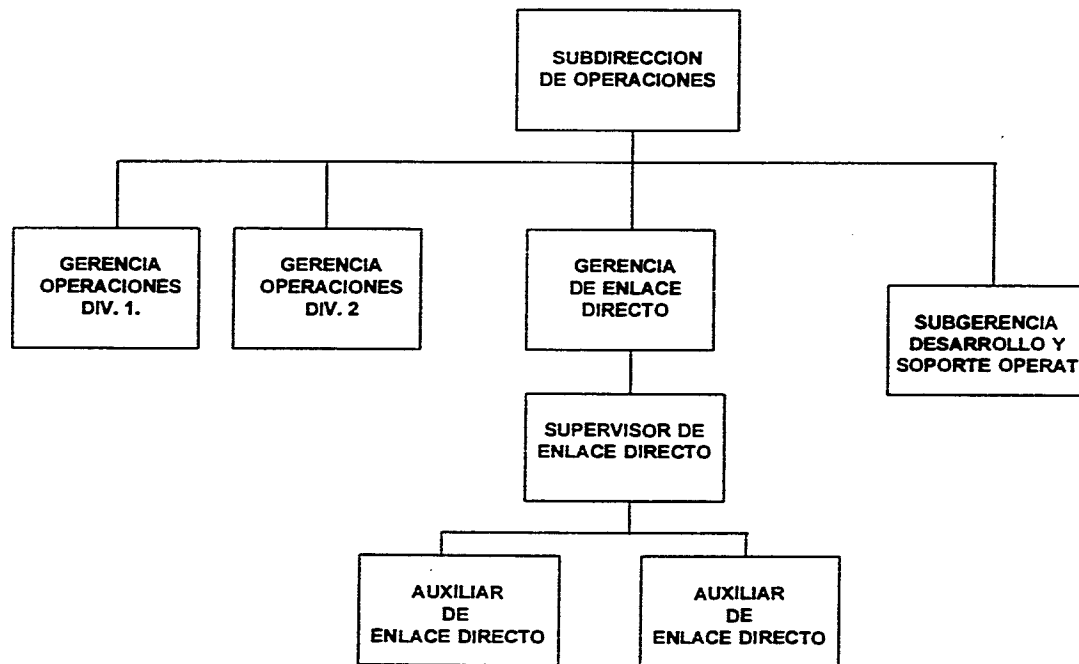 SUBDIRECCION
DE OPERACIONES
GERENCIA
OPERACIONES
DIV. 1.
GERENCIA
OPERACIONES
DIV. 2
GERENCIA
DE ENLACE
DIRECTO
SUBGERENCIA
DESARROLLO Y
SOPORTE OPERAT
SUPERVISOR DE
ENLACE DIRECTO
AUXILIAR
DE
ENLACE DIRECTO
AUXILIAR
DE
ENLACE DIRECTO